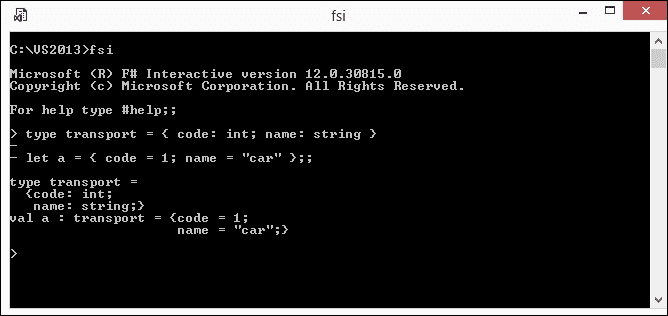 fsi
C:\VS2013>fsi
Microsoft (R) F# Interactive version 12.0.30815.0
Copyright (c) Microsoft Corporation. All Rights Reserved.
For help type #help;;
> type transport = { code: int; name: string }
-
- let a = { code = 1; name = "car" };;
type transport =
  {code: int;
   name: string;}
val a : transport = {code = 1;
                     name = "car";}
>